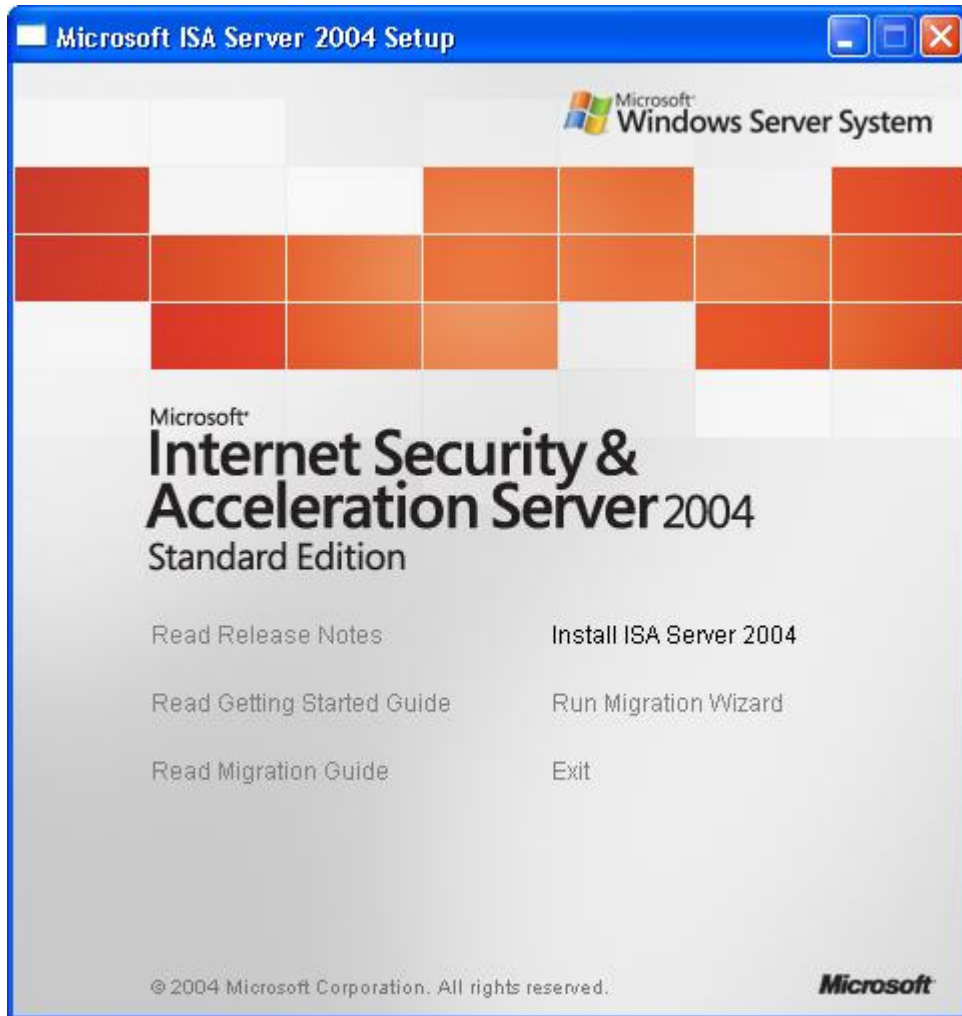 Microsoft ISA Server 2004 Setup
Microsoft
Windows Server System
Microsoft
Internet Security &
Acceleration Server 2004
Standard Edition
Read Release Notes
Install ISA Server 2004
Read Getting Started Guide
Run Migration Wizard
Read Migration Guide
Exit
© 2004 Microsoft Corporation. All rights reserved.
Microsoft